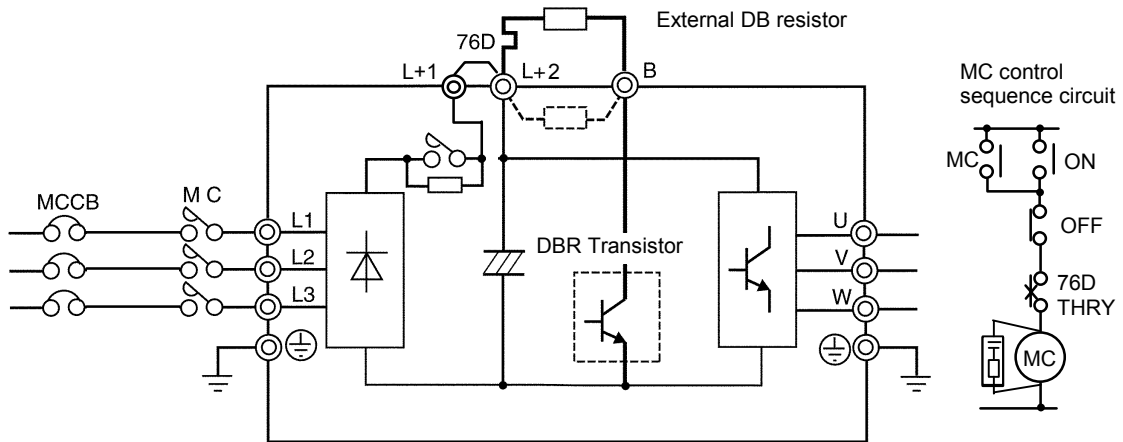 External DB resistor
76D
L+1
L+2
B
MC control
sequence circuit
MC
ON
MCCB
M C
L1
U
OFF
L2
DBR Transistor
V
L3
W
76D
THRY
MC